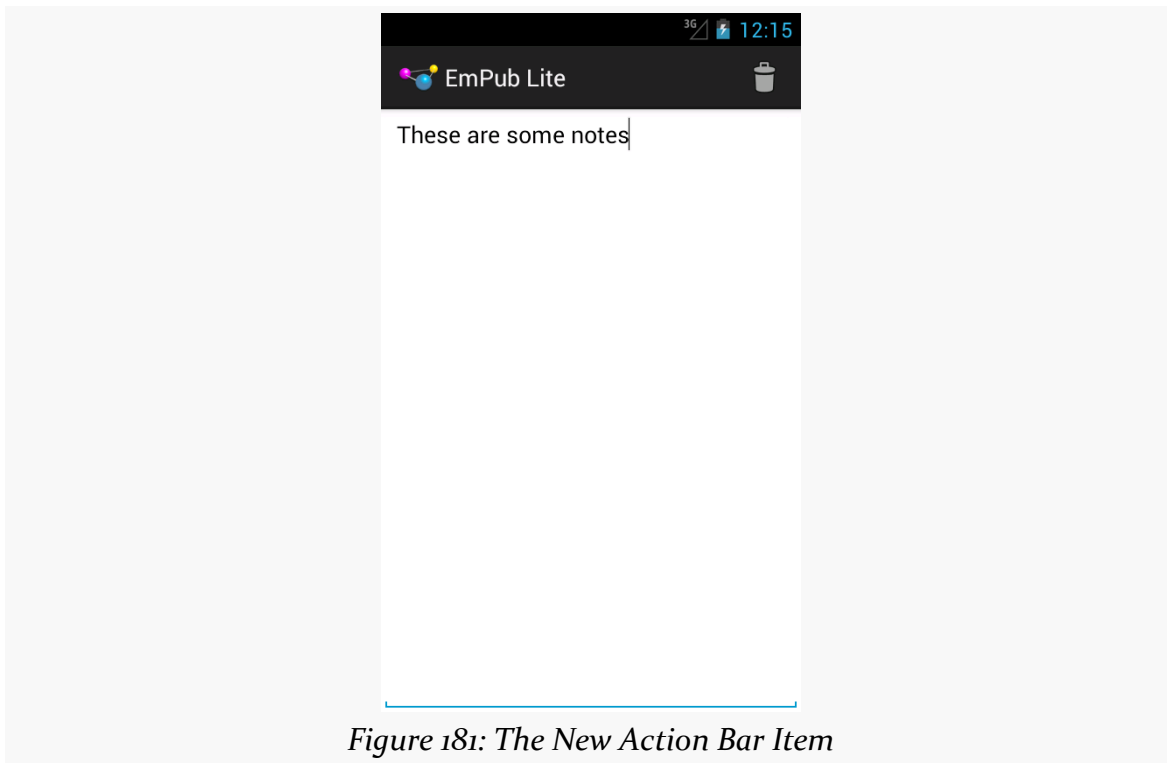 3G 12:15
EmPub Lite
These are some notes
Figure 181: The New Action Bar Item